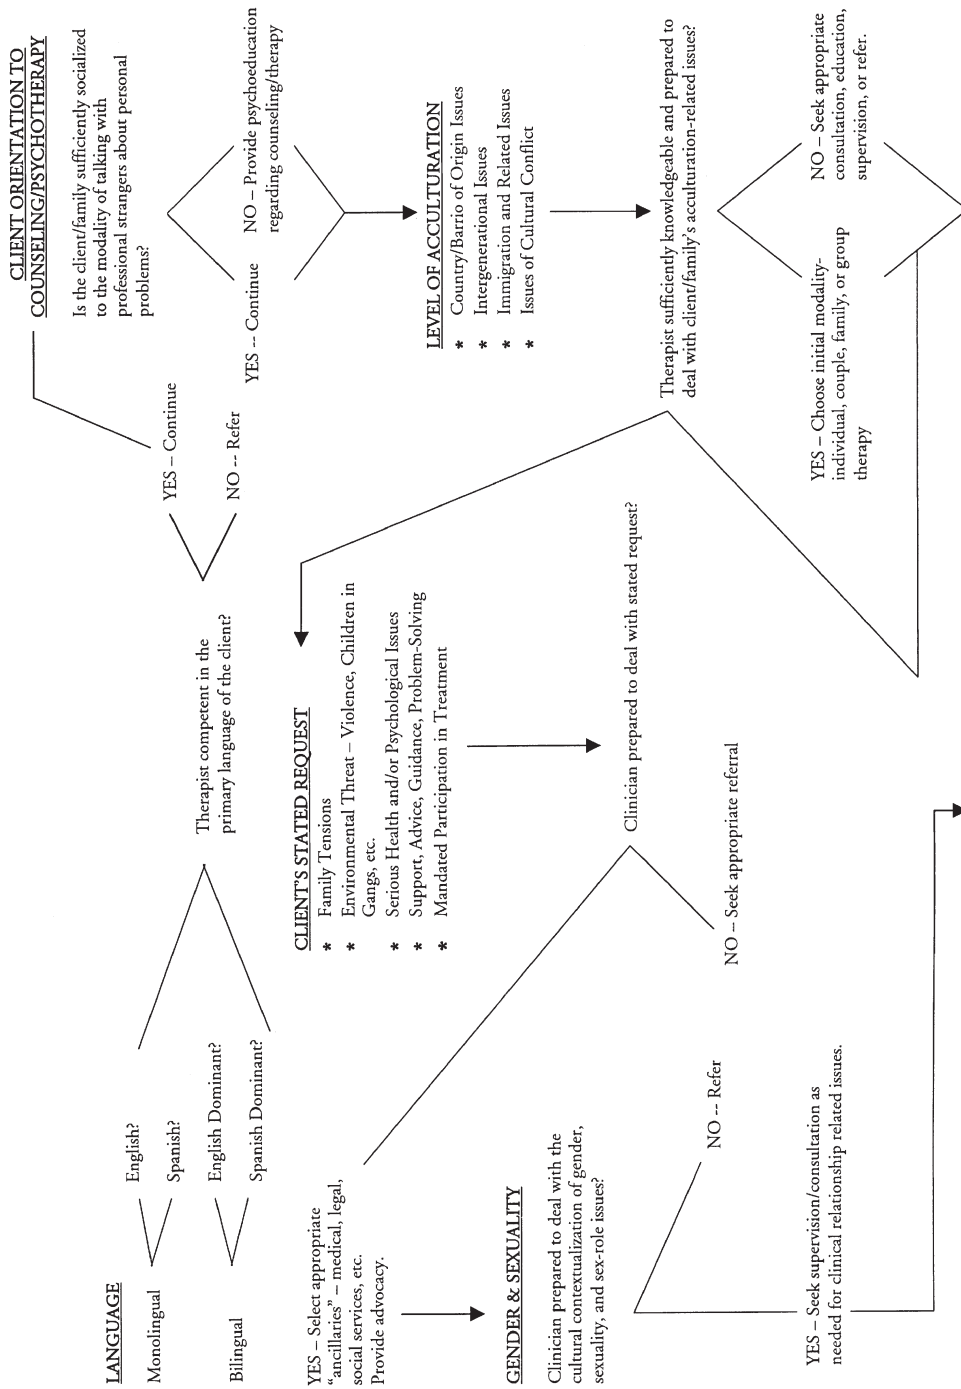 LANGUAGE
Monolingual
English?
Spanish?
Bilingual
English Dominant?
Spanish Dominant?
Therapist competent in the
primary language of the client?
YES – Continue
NO -- Refer
CLIENT ORIENTATION TO
COUNSELING/PSYCHOTHERAPY
Is the client/family sufficiently socialized
to the modality of talking with
professional strangers about personal
problems?
YES -- Continue
NO – Provide psychoeducation
regarding counseling/therapy
LEVEL OF ACCULTURATION
* Country/Barrio of Origin Issues
* Intergenerational Issues
* Immigration and Related Issues
* Issues of Cultural Conflict
Therapist sufficiently knowledgeable and prepared to
deal with client/family's acculturation-related issues?
YES – Choose initial modality-
individual, couple, family, or group
therapy
NO – Seek appropriate
consultation, education,
supervision, or refer.
CLIENT'S STATED REQUEST
* Family Tensions
* Environmental Threat – Violence, Children in
Gangs, etc.
* Serious Health and/or Psychological Issues
* Support, Advice, Guidance, Problem-Solving
* Mandated Participation in Treatment
Clinician prepared to deal with stated request?
YES – Select appropriate
“ancillaries” – medical, legal,
social services, etc.
Provide advocacy.
NO – Seek appropriate referral
GENDER & SEXUALITY
Clinician prepared to deal with the
cultural contextualization of gender,
sexuality, and sex-role issues?
NO -- Refer
YES – Seek supervision/consultation as
needed for clinical relationship related issues.